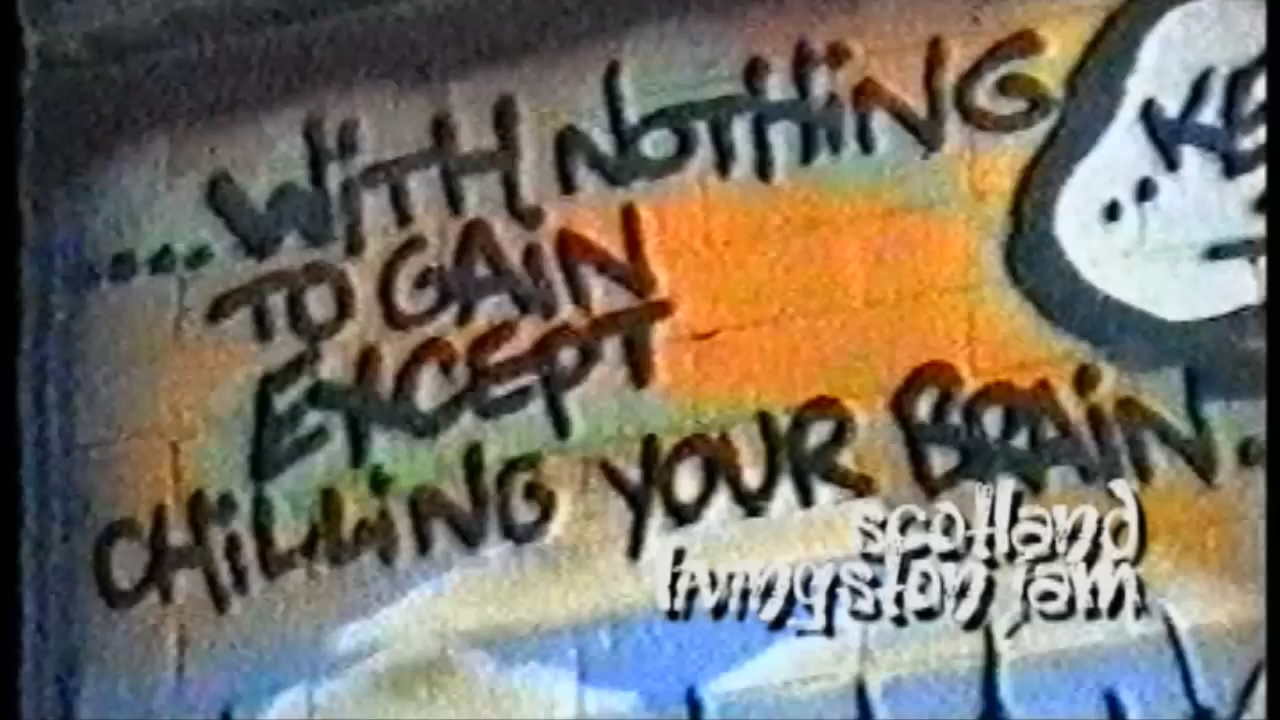 ...WiTH NOTHiNG
TO GAiN
EXCEPT
CHiLLiNG YOUR BRAiN.
scotland
livingston jam